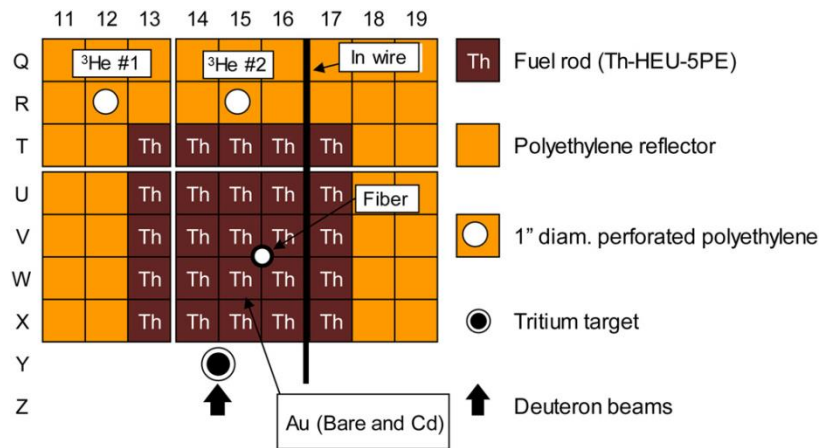 11 12 13 14 15 16 17 18 19
Q ³He #1 ³He #2 In wire Th Fuel rod (Th-HEU-5PE)
R
T Th Th Th Th Th Polyethylene reflector
U Th Th Th Th Th
Fiber
V Th Th Th Th Th 1” diam. perforated polyethylene
W Th Th Th Th Th
X Th Th Th Th Th Tritium target
Y
Z Deuteron beams
Au (Bare and Cd)